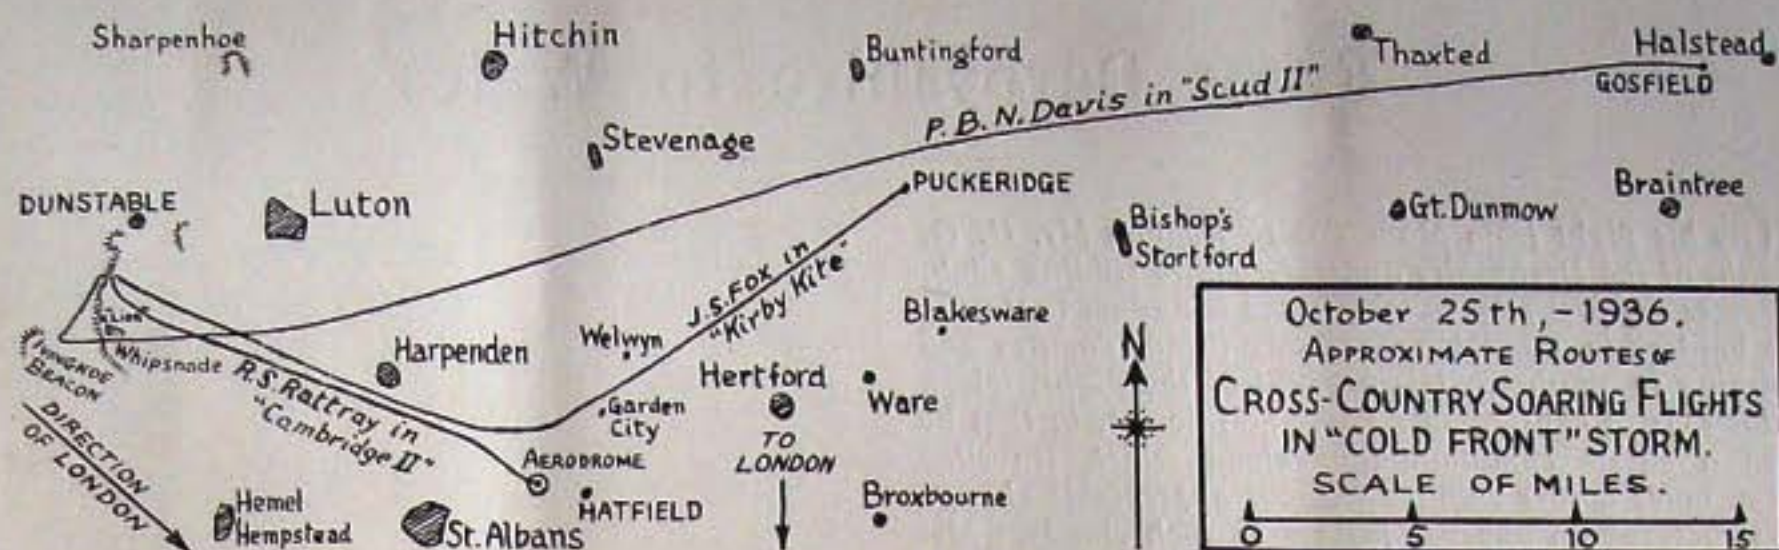 Sharpenhoe
Hitchin
Buntingford
Thaxted
Halstead
GOSFIELD
P.B.N. Davis in "Scud II"
Stevenage
DUNSTABLE
Luton
PUCKERIDGE
Bishop's
Stortford
Gt. Dunmow
Braintree
J.S. FOX in
"Kirby Kite"
Lion
Whipsnade
IVINGHOE
BEACON
Harpenden
Welwyn
Blakesware
R.S. Rattray in
"Cambridge II"
Garden
City
Hertford
Ware
N
DIRECTION
OF LONDON
AERODROME
TO
LONDON
Hemel
Hempstead
St. Albans
HATFIELD
Broxbourne
October 25th, - 1936.
APPROXIMATE ROUTES OF
CROSS-COUNTRY SOARING FLIGHTS
IN "COLD FRONT" STORM.
SCALE OF MILES.
0 5 10 15